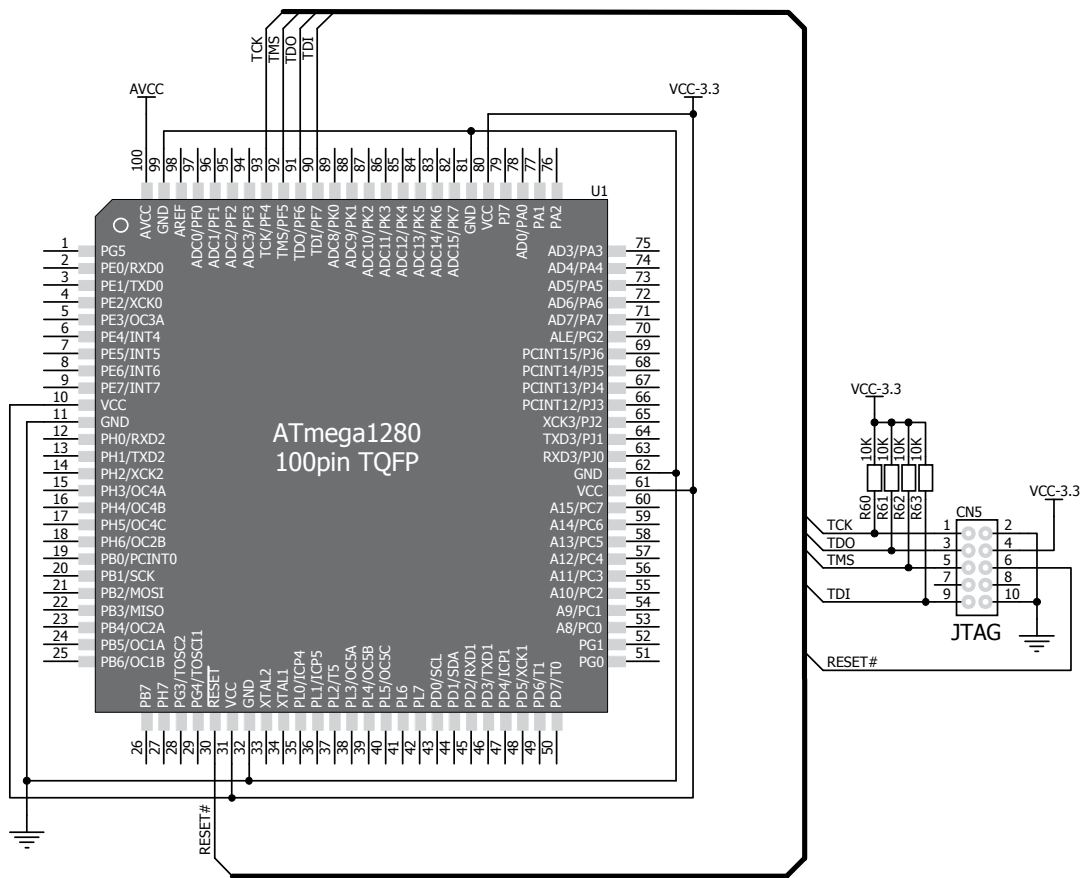 TCK
TMS
TDO
TDI
AVCC
VCC-3.3
100
99
98
97
96
95
94
93
92
91
90
89
88
87
86
85
84
83
82
81
80
79
78
77
76
U1
AVCC
GND
AREF
ADC0/PF0
ADC1/PF1
ADC2/PF2
ADC3/PF3
TCK/PF4
TMS/PF5
TDO/PF6
TDI/PF7
ADC8/PK0
ADC9/PK1
ADC10/PK2
ADC11/PK3
ADC12/PK4
ADC13/PK5
ADC14/PK6
ADC15/PK7
GND
VCC
PJ7
AD0/PA0
PA1
PA2
1 PG5
2 PE0/RXD0
3 PE1/TXD0
4 PE2/XCK0
5 PE3/OC3A
6 PE4/INT4
7 PE5/INT5
8 PE6/INT6
9 PE7/INT7
10 VCC
11 GND
12 PH0/RXD2
13 PH1/TXD2
14 PH2/XCK2
15 PH3/OC4A
16 PH4/OC4B
17 PH5/OC4C
18 PH6/OC2B
19 PB0/PCINT0
20 PB1/SCK
21 PB2/MOSI
22 PB3/MISO
23 PB4/OC2A
24 PB5/OC1A
25 PB6/OC1B
ATmega1280
100pin TQFP
AD3/PA3 75
AD4/PA4 74
AD5/PA5 73
AD6/PA6 72
AD7/PA7 71
ALE/PG2 70
PCINT15/PJ6 69
PCINT14/PJ5 68
PCINT13/PJ4 67
PCINT12/PJ3 66
XCK3/PJ2 65
TXD3/PJ1 64
RXD3/PJ0 63
GND 62
VCC 61
A15/PC7 60
A14/PC6 59
A13/PC5 58
A12/PC4 57
A11/PC3 56
A10/PC2 55
A9/PC1 54
A8/PC0 53
PG1 52
PG0 51
PB7
PH7
PG3/TOSC2
PG4/TOSCI1
RESET
VCC
GND
XTAL2
XTAL1
PL0/ICP4
PL1/ICP5
PL2/T5
PL3/OC5A
PL4/OC5B
PL5/OC5C
PL6
PL7
PD0/SCL
PD1/SDA
PD2/RXD1
PD3/TXD1
PD4/ICP1
PD5/XCK1
PD6/T1
PD7/T0
26
27
28
29
30
31
32
33
34
35
36
37
38
39
40
41
42
43
44
45
46
47
48
49
50
RESET#
VCC-3.3
10K
10K
10K
10K
R60
R61
R62
R63
VCC-3.3
CN5
TCK 1 2
TDO 3 4
TMS 5 6
7 8
TDI 9 10
JTAG
RESET#